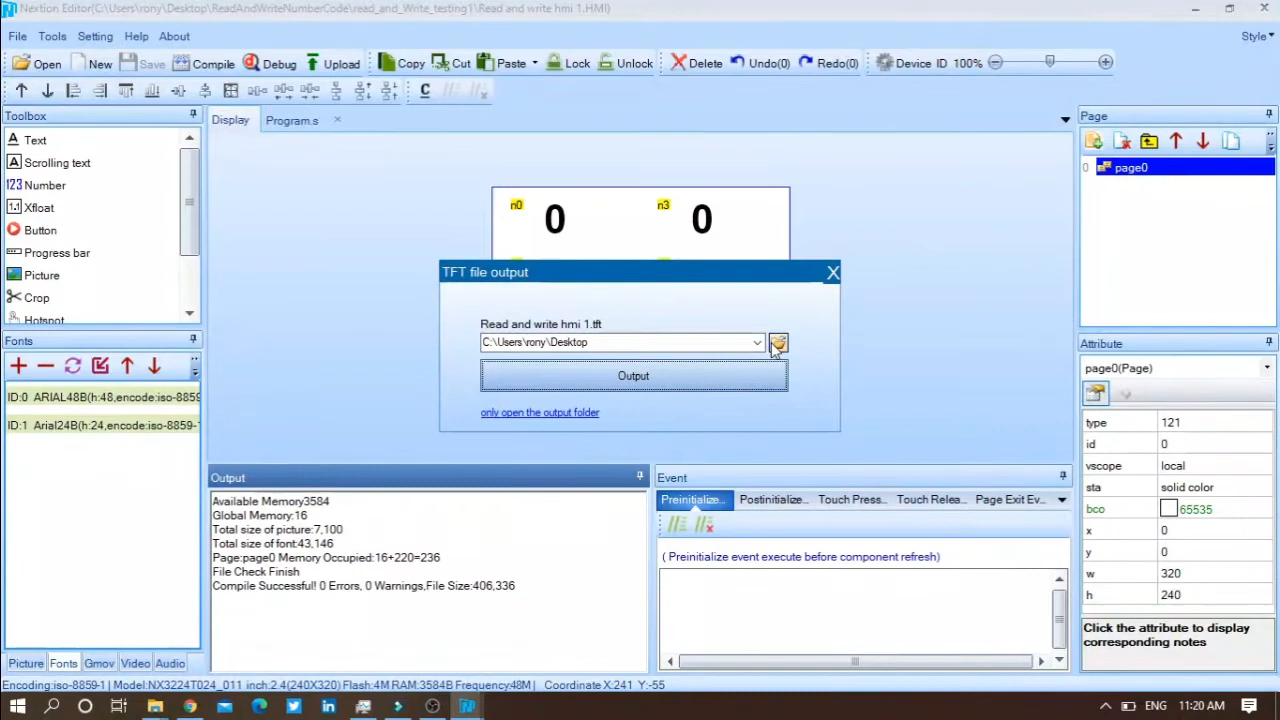 Nextion Editor(C:\Users\rony\Desktop\ReadAndWriteNumberCode\read_and_Write_testing1\Read and write hmi 1.HMI)
File Tools Setting Help About Style
Open New Save Compile Debug Upload Copy Cut Paste Lock Unlock Delete Undo(0) Redo(0) Device ID 100%
Toolbox
Text
Scrolling text
123 Number
1.1 Xfloat
Button
Progress bar
Picture
Crop
Hotspot
Fonts
ID:0 ARIAL48B(h:48,encode:iso-8859
ID:1 Arial24B(h:24,encode:iso-8859-1
Picture Fonts Gmov Video Audio
Display Program.s
n0 0 n3 0
TFT file output X
Read and write hmi 1.tft
C:\Users\rony\Desktop
Output
only open the output folder
Output
Available Memory3584
Global Memory:16
Total size of picture:7,100
Total size of font:43,146
Page:page0 Memory Occupied:16+220=236
File Check Finish
Compile Successful! 0 Errors, 0 Warnings,File Size:406,336
Event
Preinitialize... Postinitialize... Touch Press... Touch Relea... Page Exit Ev...
( Preinitialize event execute before component refresh)
Page
0 page0
Attribute
page0(Page)
type 121
id 0
vscope local
sta solid color
bco 65535
x 0
y 0
w 320
h 240
Click the attribute to display
corresponding notes
Encoding:iso-8859-1 Model:NX3224T024_011 inch:2.4(240X320) Flash:4M RAM:3584B Frequency:48M Coordinate X:241 Y:-55
11:20 AM